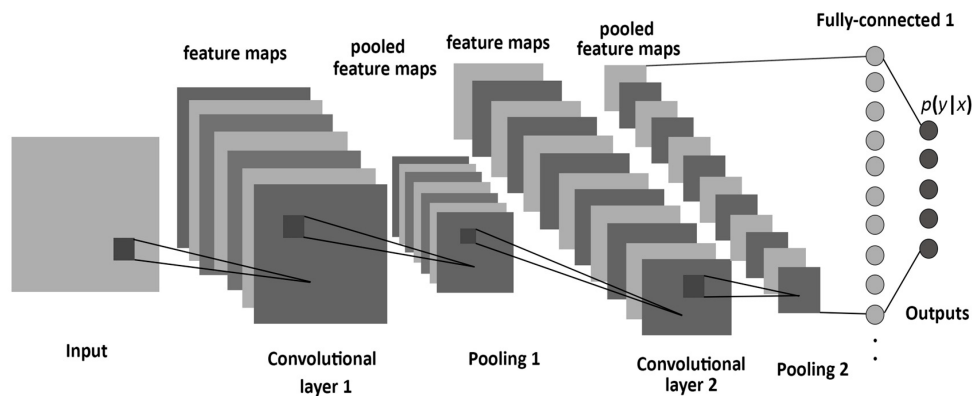 Fully-connected 1
feature maps
pooled
feature maps
feature maps
pooled
feature maps
p(y|x)
Input
Convolutional
layer 1
Pooling 1
Convolutional
layer 2
Pooling 2
Outputs